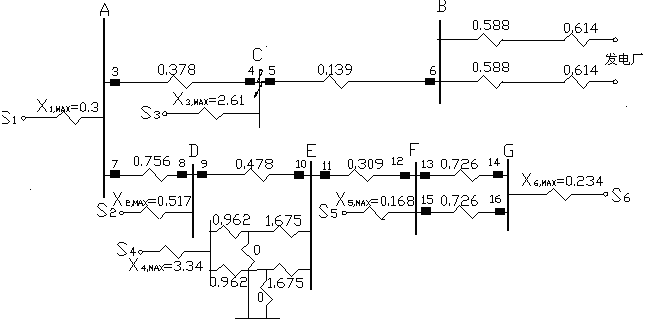 A
B
0.588
0.614
发电厂
3
0.378
4
C
5
0.139
6
0.588
0.614
S1
X1,MAX=0.3
S3
X3,MAX=2.61
7
0.756
8
D
9
0.478
10
E
11
0.309
12
F
13
0.726
14
G
X2,MAX=0.517
S2
S5
X5,MAX=0.168
15
0.726
16
X6,MAX=0.234
S6
S4
X4,MAX=3.34
0.962
1.675
0
0.962
1.675
0